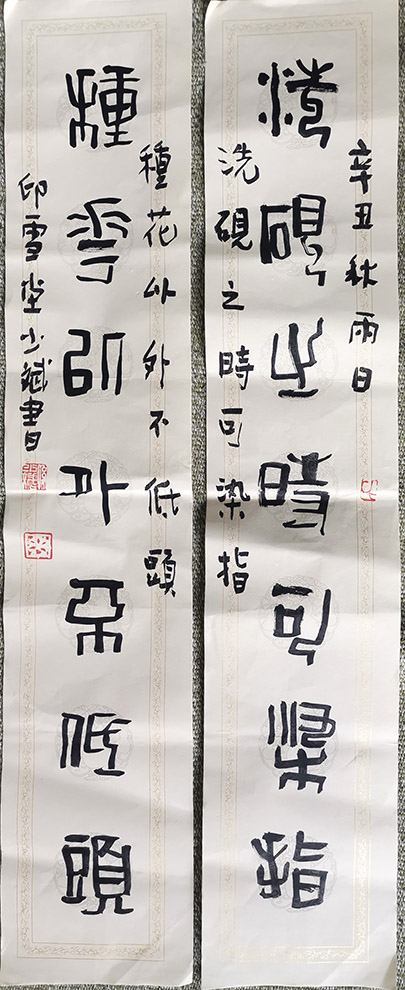 辛丑秋雨日
洗硯之時可染指
洗硯之時可染指
種花以外不低頭
種花以外不低頭
印雪坣少斌書